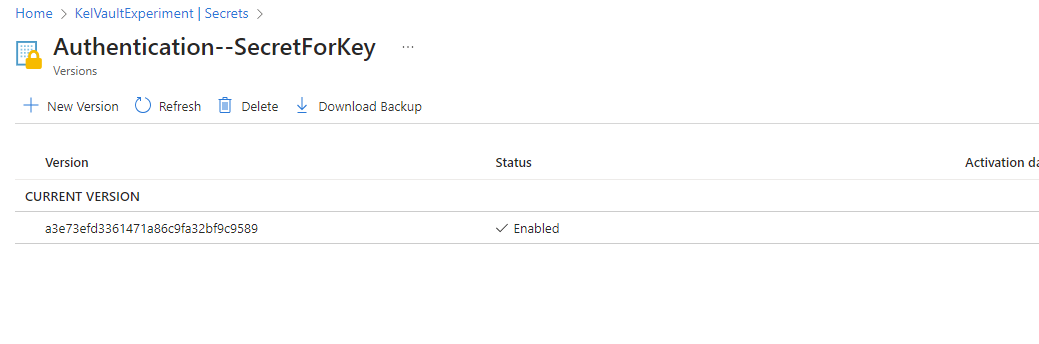 Home > KelVaultExperiment | Secrets >
Authentication--SecretForKey ...
Versions
New Version Refresh Delete Download Backup
Version Status Activation da
CURRENT VERSION
a3e73efd3361471a86c9fa32bf9c9589 Enabled